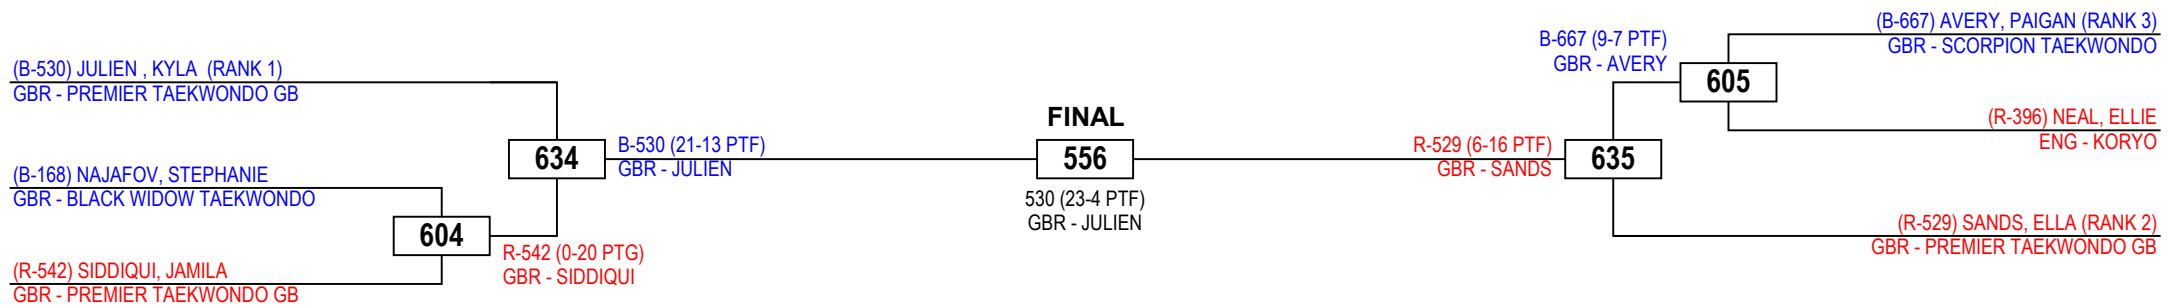 (B-530) JULIEN , KYLA (RANK 1)
GBR - PREMIER TAEKWONDO GB
(B-168) NAJAFOV, STEPHANIE
GBR - BLACK WIDOW TAEKWONDO
(R-542) SIDDIQUI, JAMILA
GBR - PREMIER TAEKWONDO GB
604
R-542 (0-20 PTG)
GBR - SIDDIQUI
634
B-530 (21-13 PTF)
GBR - JULIEN
FINAL
556
530 (23-4 PTF)
GBR - JULIEN
R-529 (6-16 PTF)
GBR - SANDS
635
B-667 (9-7 PTF)
GBR - AVERY
605
(B-667) AVERY, PAIGAN (RANK 3)
GBR - SCORPION TAEKWONDO
(R-396) NEAL, ELLIE
ENG - KORYO
(R-529) SANDS, ELLA (RANK 2)
GBR - PREMIER TAEKWONDO GB